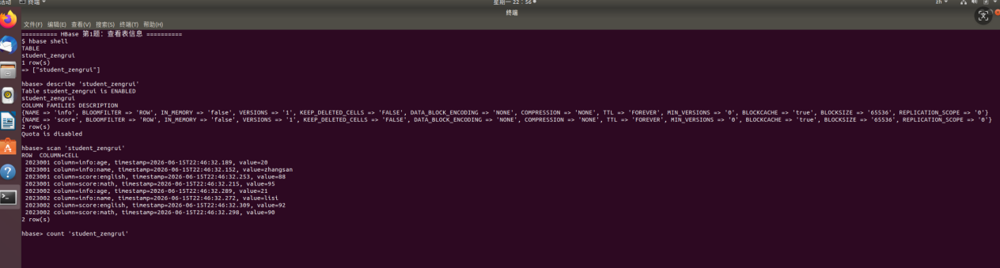 活动
终端
星期一 22：56
zh
终端
文件(F) 编辑(E) 查看(V) 搜索(S) 终端(T) 帮助(H)
========== HBase 第1题：查看表信息 ==========
$ hbase shell
TABLE
student_zengrui
1 row(s)
=> ["student_zengrui"]
hbase> describe 'student_zengrui'
Table student_zengrui is ENABLED
student_zengrui
COLUMN FAMILIES DESCRIPTION
{NAME => 'info', BLOOMFILTER => 'ROW', IN_MEMORY => 'false', VERSIONS => '1', KEEP_DELETED_CELLS => 'FALSE', DATA_BLOCK_ENCODING => 'NONE', COMPRESSION => 'NONE', TTL => 'FOREVER', MIN_VERSIONS => '0', BLOCKCACHE => 'true', BLOCKSIZE => '65536', REPLICATION_SCOPE => '0'}
{NAME => 'score', BLOOMFILTER => 'ROW', IN_MEMORY => 'false', VERSIONS => '1', KEEP_DELETED_CELLS => 'FALSE', DATA_BLOCK_ENCODING => 'NONE', COMPRESSION => 'NONE', TTL => 'FOREVER', MIN_VERSIONS => '0', BLOCKCACHE => 'true', BLOCKSIZE => '65536', REPLICATION_SCOPE => '0'}
2 row(s)
Quota is disabled
hbase> scan 'student_zengrui'
ROW  COLUMN+CELL
2023001 column=info:age, timestamp=2026-06-15T22:46:32.189, value=20
2023001 column=info:name, timestamp=2026-06-15T22:46:32.152, value=zhangsan
2023001 column=score:english, timestamp=2026-06-15T22:46:32.253, value=88
2023001 column=score:math, timestamp=2026-06-15T22:46:32.215, value=95
2023002 column=info:age, timestamp=2026-06-15T22:46:32.289, value=21
2023002 column=info:name, timestamp=2026-06-15T22:46:32.272, value=lisi
2023002 column=score:english, timestamp=2026-06-15T22:46:32.309, value=92
2023002 column=score:math, timestamp=2026-06-15T22:46:32.298, value=90
2 row(s)
hbase> count 'student_zengrui'